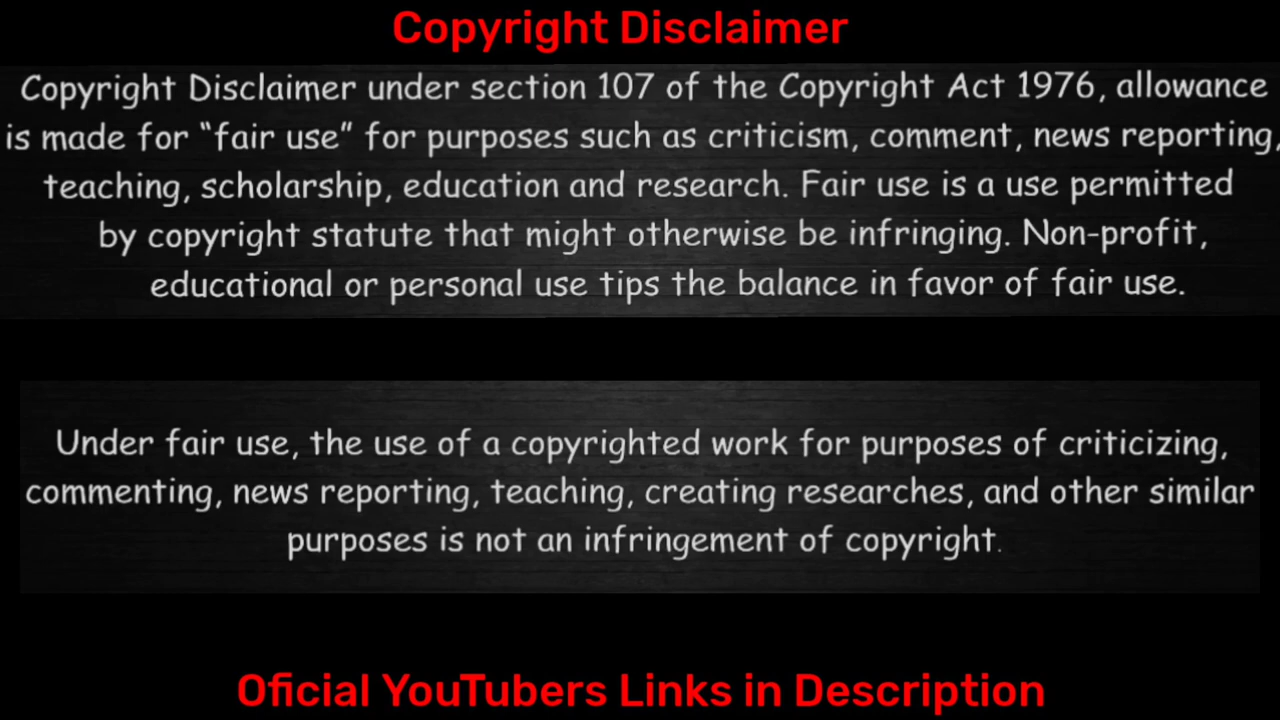 Copyright Disclaimer
Copyright Disclaimer under section 107 of the Copyright Act 1976, allowance
is made for “fair use” for purposes such as criticism, comment, news reporting,
teaching, scholarship, education and research. Fair use is a use permitted
by copyright statute that might otherwise be infringing. Non-profit,
educational or personal use tips the balance in favor of fair use.
Under fair use, the use of a copyrighted work for purposes of criticizing,
commenting, news reporting, teaching, creating researches, and other similar
purposes is not an infringement of copyright.
Oficial YouTubers Links in Description